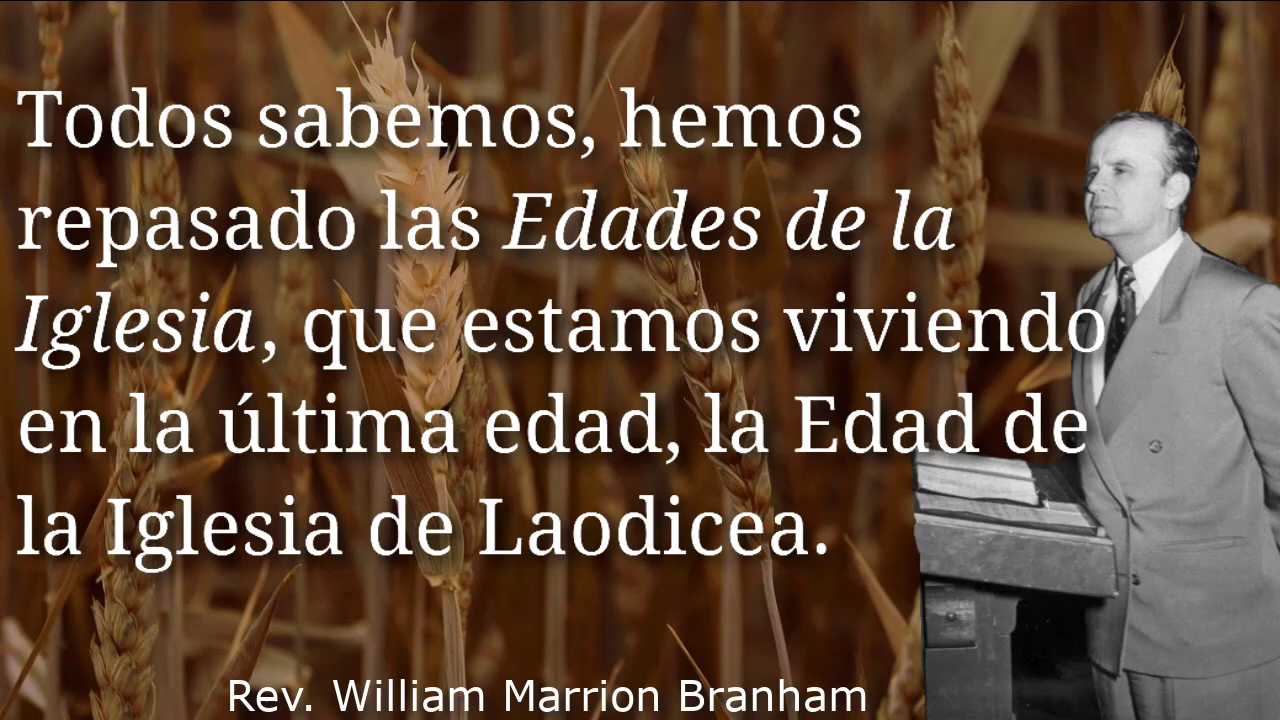 Todos sabemos, hemos
repasado las Edades de la
Iglesia, que estamos viviendo
en la última edad, la Edad de
la Iglesia de Laodicea.
Rev. William Marrion Branham